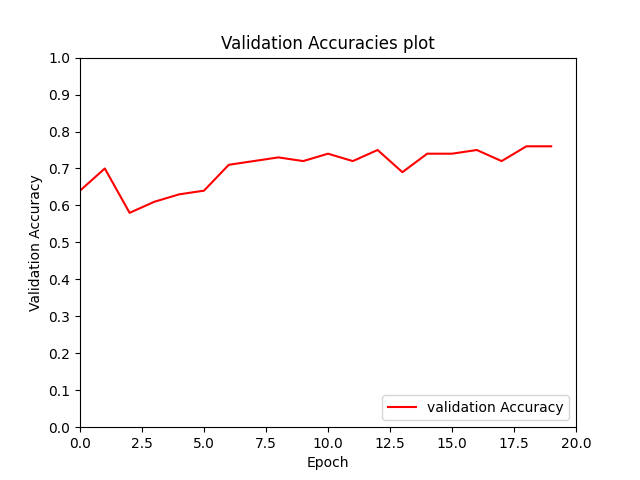 Validation Accuracies plot
1.0
0.9
0.8
0.7
0.6
0.5
0.4
0.3
0.2
0.1
0.0
Validation Accuracy
validation Accuracy
0.0 2.5 5.0 7.5 10.0 12.5 15.0 17.5 20.0
Epoch